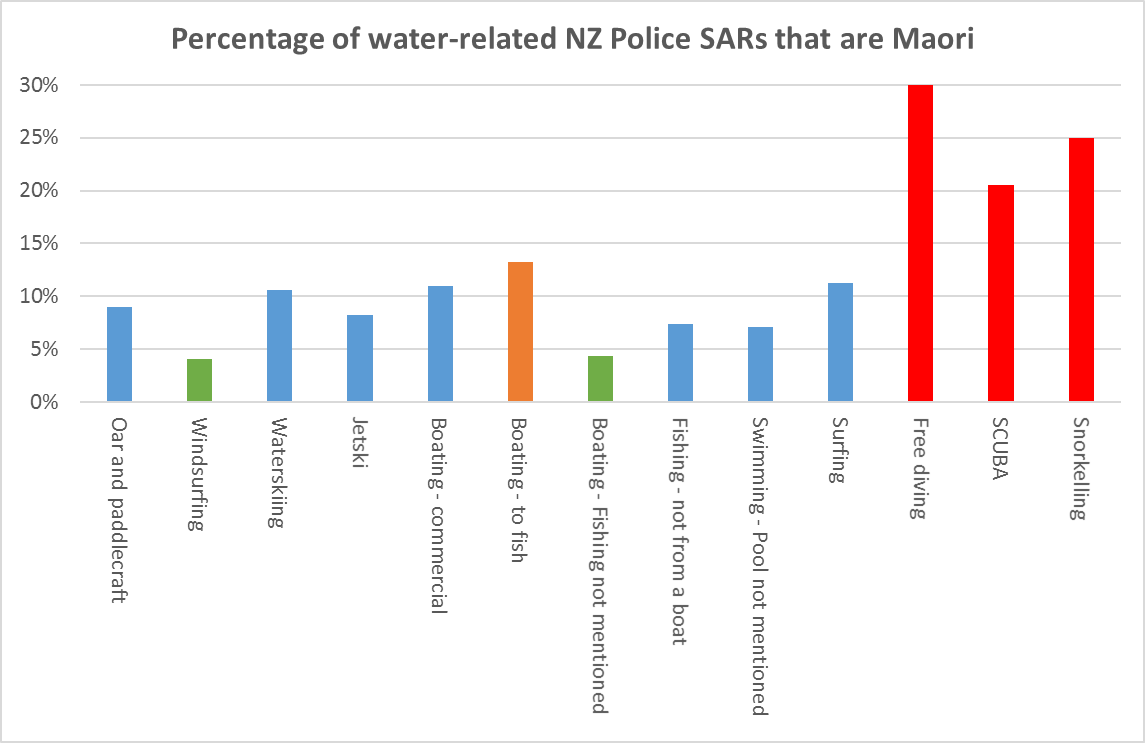 Percentage of water-related NZ Police SARs that are Maori
30%
25%
20%
15%
10%
5%
0%
Oar and paddlecraft
Windsurfing
Waterskiing
Jetski
Boating - commercial
Boating - to fish
Boating - Fishing not mentioned
Fishing - not from a boat
Swimming - Pool not mentioned
Surfing
Free diving
SCUBA
Snorkelling